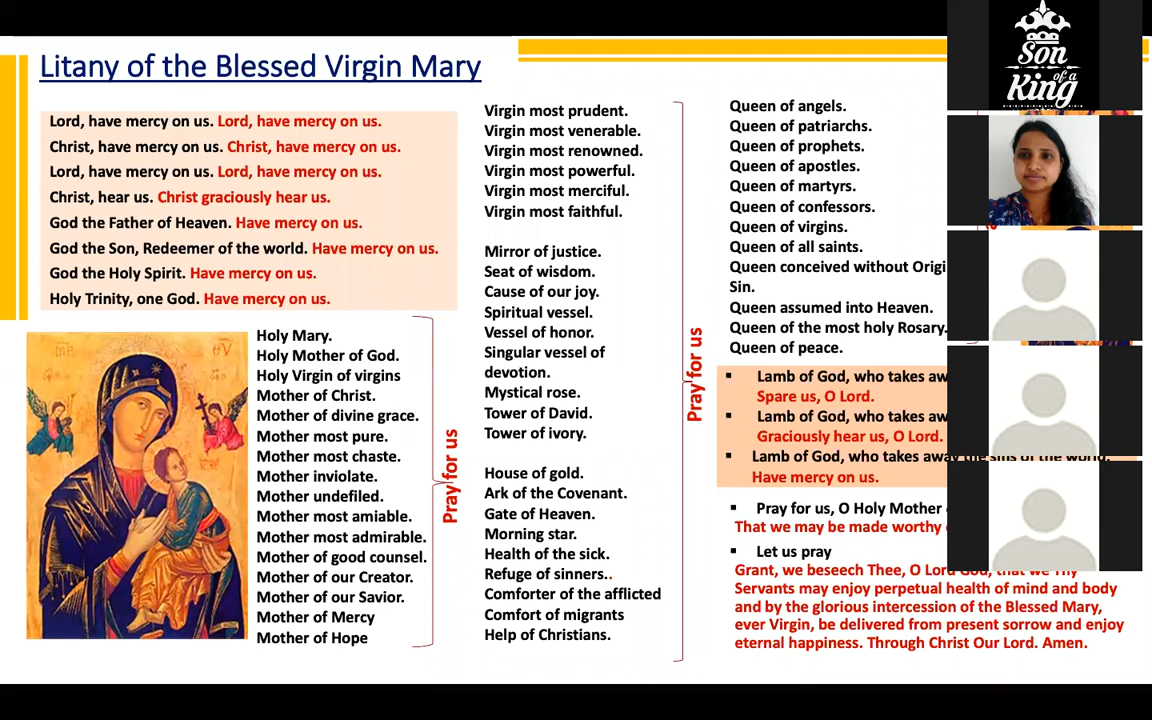 Litany of the Blessed Virgin Mary
Lord, have mercy on us. Lord, have mercy on us.
Christ, have mercy on us. Christ, have mercy on us.
Lord, have mercy on us. Lord, have mercy on us.
Christ, hear us. Christ graciously hear us.
God the Father of Heaven. Have mercy on us.
God the Son, Redeemer of the world. Have mercy on us.
God the Holy Spirit. Have mercy on us.
Holy Trinity, one God. Have mercy on us.
Holy Mary.
Holy Mother of God.
Holy Virgin of virgins
Mother of Christ.
Mother of divine grace.
Mother most pure.
Mother most chaste.
Mother inviolate.
Mother undefiled.
Mother most amiable.
Mother most admirable.
Mother of good counsel.
Mother of our Creator.
Mother of our Savior.
Mother of Mercy
Mother of Hope
Pray for us
Virgin most prudent.
Virgin most venerable.
Virgin most renowned.
Virgin most powerful.
Virgin most merciful.
Virgin most faithful.
Mirror of justice.
Seat of wisdom.
Cause of our joy.
Spiritual vessel.
Vessel of honor.
Singular vessel of
devotion.
Mystical rose.
Tower of David.
Tower of ivory.
House of gold.
Ark of the Covenant.
Gate of Heaven.
Morning star.
Health of the sick.
Refuge of sinners..
Comforter of the afflicted
Comfort of migrants
Help of Christians.
Pray for us
Queen of angels.
Queen of patriarchs.
Queen of prophets.
Queen of apostles.
Queen of martyrs.
Queen of confessors.
Queen of virgins.
Queen of all saints.
Queen conceived without Origi
Sin.
Queen assumed into Heaven.
Queen of the most holy Rosary.
Queen of peace.
Lamb of God, who takes aw
Spare us, O Lord.
Lamb of God, who takes aw
Graciously hear us, O Lord.
Lamb of God, who takes away the sins of the world.
Have mercy on us.
Pray for us, O Holy Mother
That we may be made worthy
Let us pray
Grant, we beseech Thee, O Lord God, that we Thy
Servants may enjoy perpetual health of mind and body
and by the glorious intercession of the Blessed Mary,
ever Virgin, be delivered from present sorrow and enjoy
eternal happiness. Through Christ Our Lord. Amen.
Son
of a
King